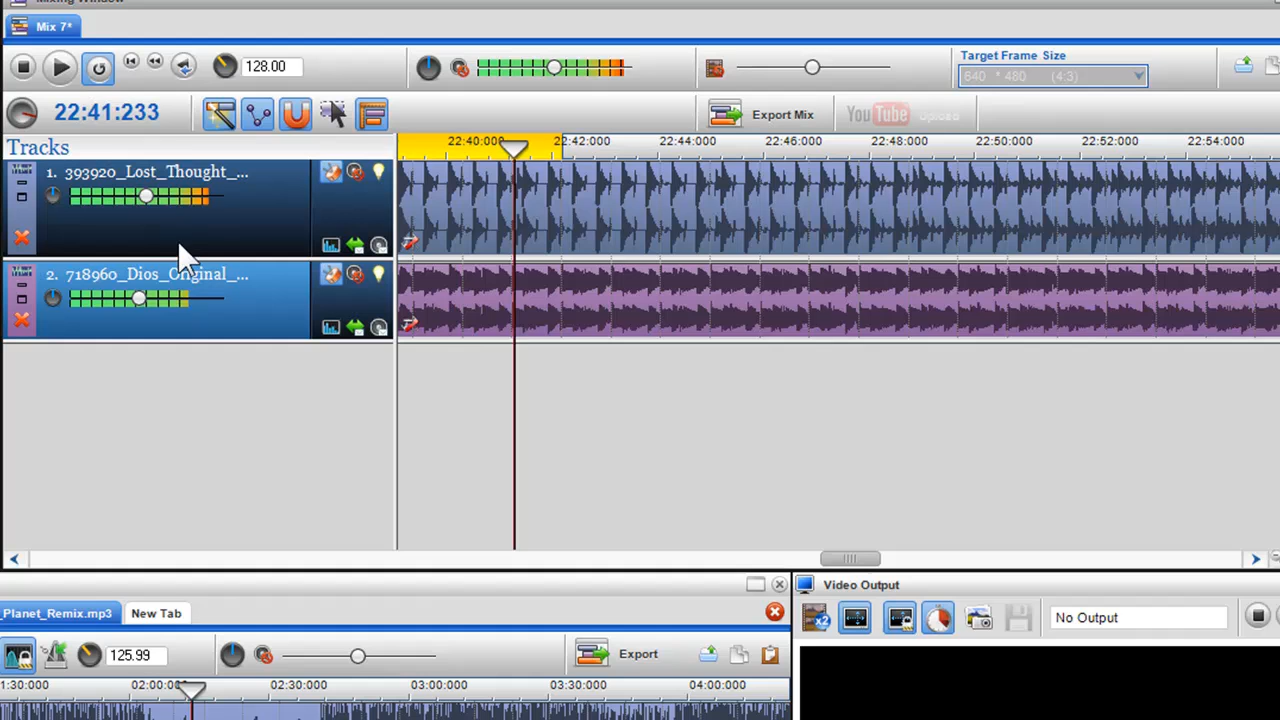 Mixing Window
Mix 7*
128.00
Target Frame Size
640 * 480 (4:3)
22:41:233
Export Mix
YouTube Upload
Tracks
22:40:000 22:42:000 22:44:000 22:46:000 22:48:000 22:50:000 22:52:000 22:54:000
1. 393920_Lost_Thought_...
2. 718960_Dios_Original_...
Video Output
_Planet_Remix.mp3
New Tab
x2
No Output
125.99
Export
1:30:000 02:00:000 02:30:000 03:00:000 03:30:000 04:00:000